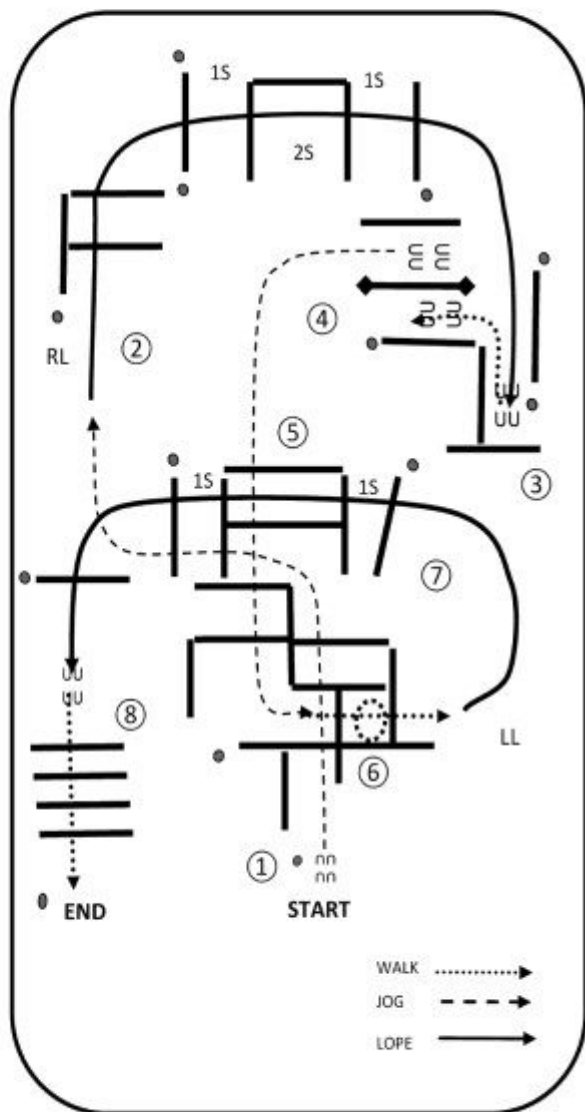 1S
1S
2S
RL
②
④
③
⑤
1S
1S
⑦
⑧
LL
⑥
①
END
START
WALK
JOG
LOPE